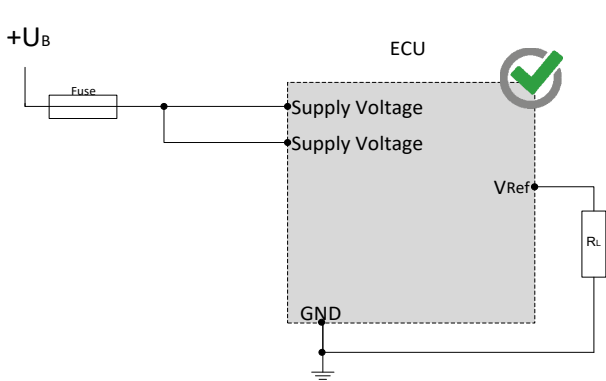 +UB
ECU
Fuse
Supply Voltage
Supply Voltage
VRef
RL
GND